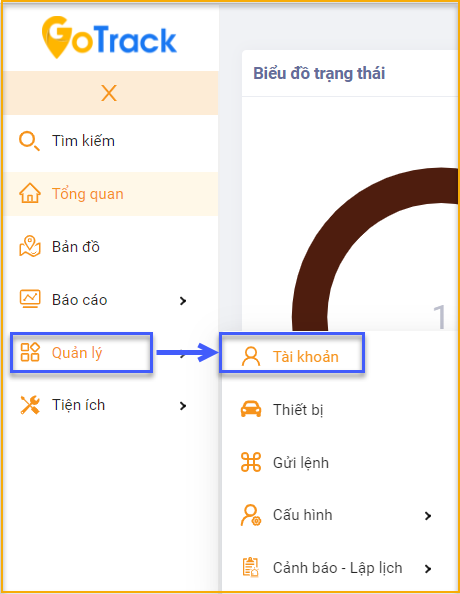 GoTrack
X
Tìm kiếm
Tổng quan
Bản đồ
Báo cáo
Quản lý
Tiện ích
Biểu đồ trạng thái
1
Tài khoản
Thiết bị
Gửi lệnh
Cấu hình
Cảnh báo - Lập lịch